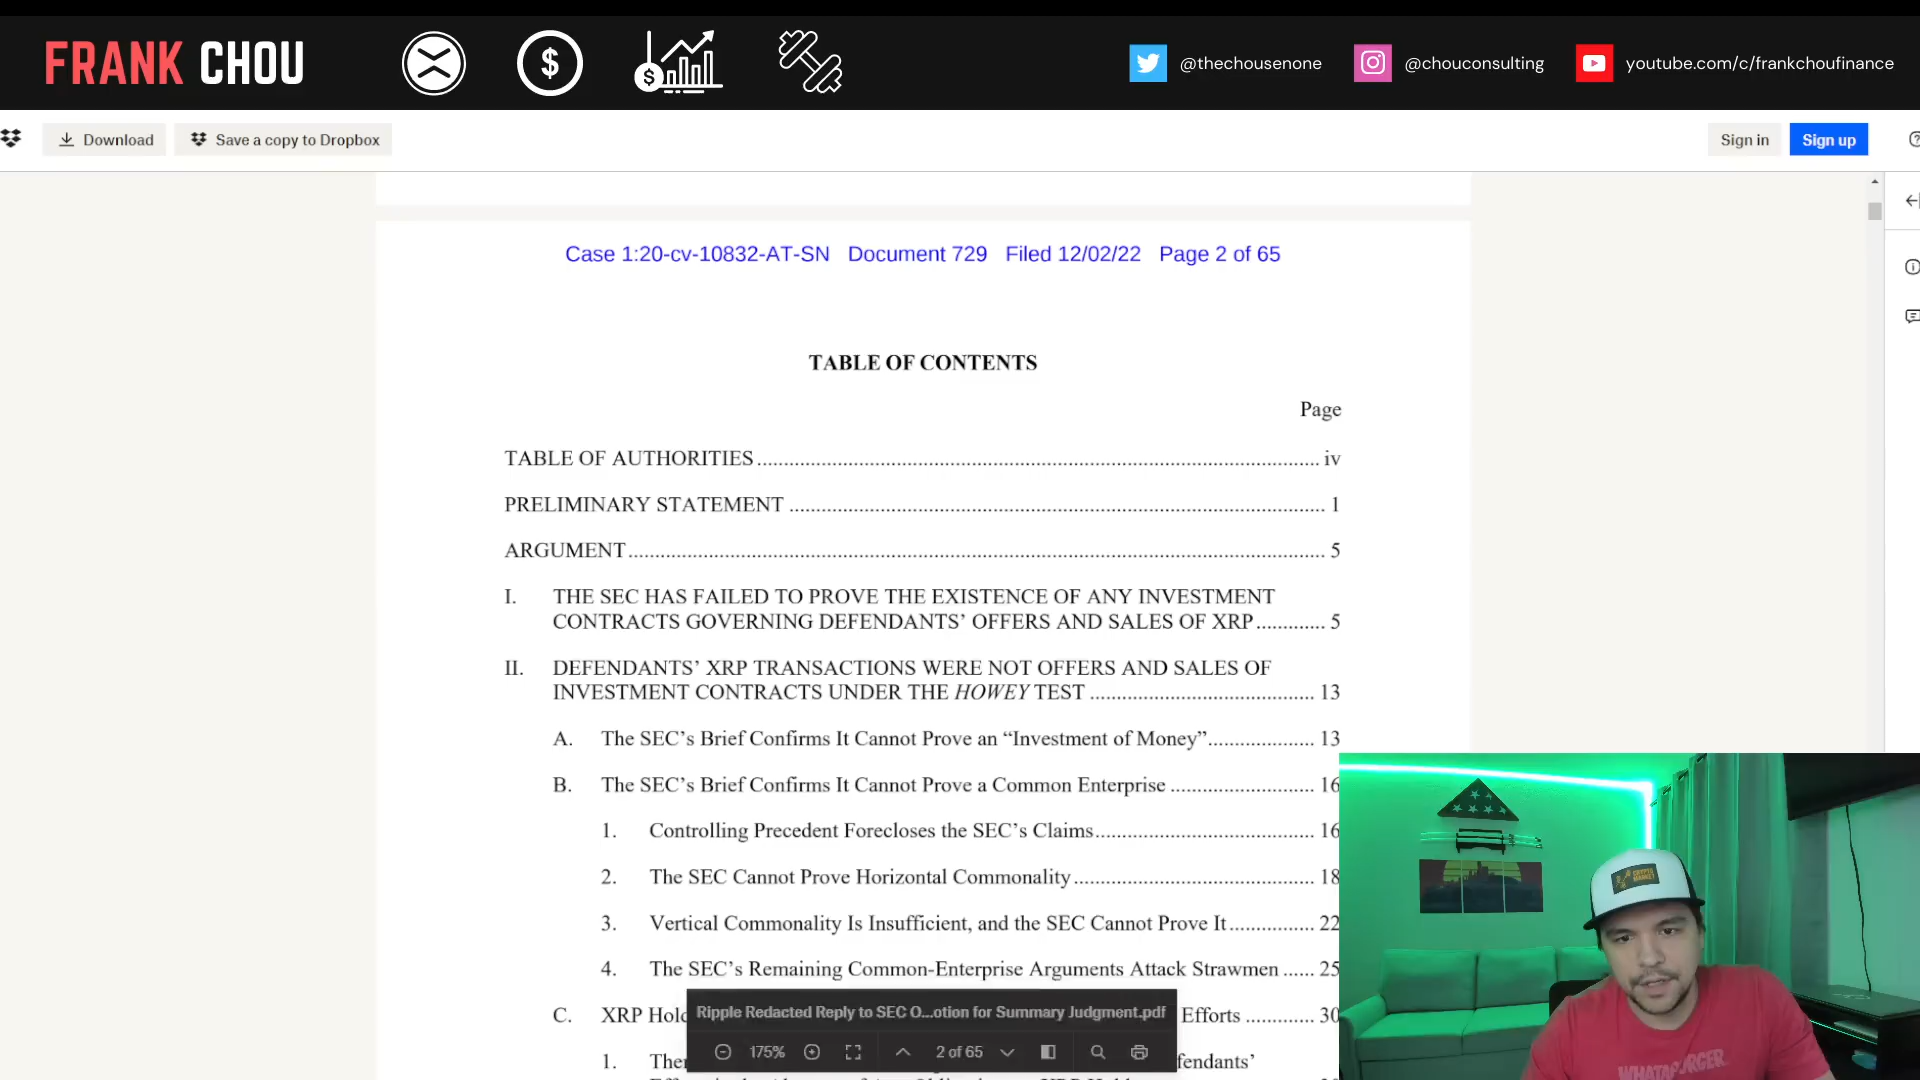 FRANK CHOU
@thechousenone
@chouconsulting
youtube.com/c/frankchoufinance
Download
Save a copy to Dropbox
Sign in
Sign up
Case 1:20-cv-10832-AT-SN Document 729 Filed 12/02/22 Page 2 of 65
TABLE OF CONTENTS
Page
TABLE OF AUTHORITIES iv
PRELIMINARY STATEMENT 1
ARGUMENT 5
I. THE SEC HAS FAILED TO PROVE THE EXISTENCE OF ANY INVESTMENT
CONTRACTS GOVERNING DEFENDANTS’ OFFERS AND SALES OF XRP 5
II. DEFENDANTS’ XRP TRANSACTIONS WERE NOT OFFERS AND SALES OF
INVESTMENT CONTRACTS UNDER THE HOWEY TEST 13
A. The SEC’s Brief Confirms It Cannot Prove an “Investment of Money” 13
B. The SEC’s Brief Confirms It Cannot Prove a Common Enterprise 16
1. Controlling Precedent Forecloses the SEC’s Claims 16
2. The SEC Cannot Prove Horizontal Commonality 18
3. Vertical Commonality Is Insufficient, and the SEC Cannot Prove It 22
4. The SEC’s Remaining Common-Enterprise Arguments Attack Strawmen 25
C. XRP Efforts 30
1. fendants’
Ripple Redacted Reply to SEC O...otion for Summary Judgment.pdf
175%
2 of 65
WHATABURGER